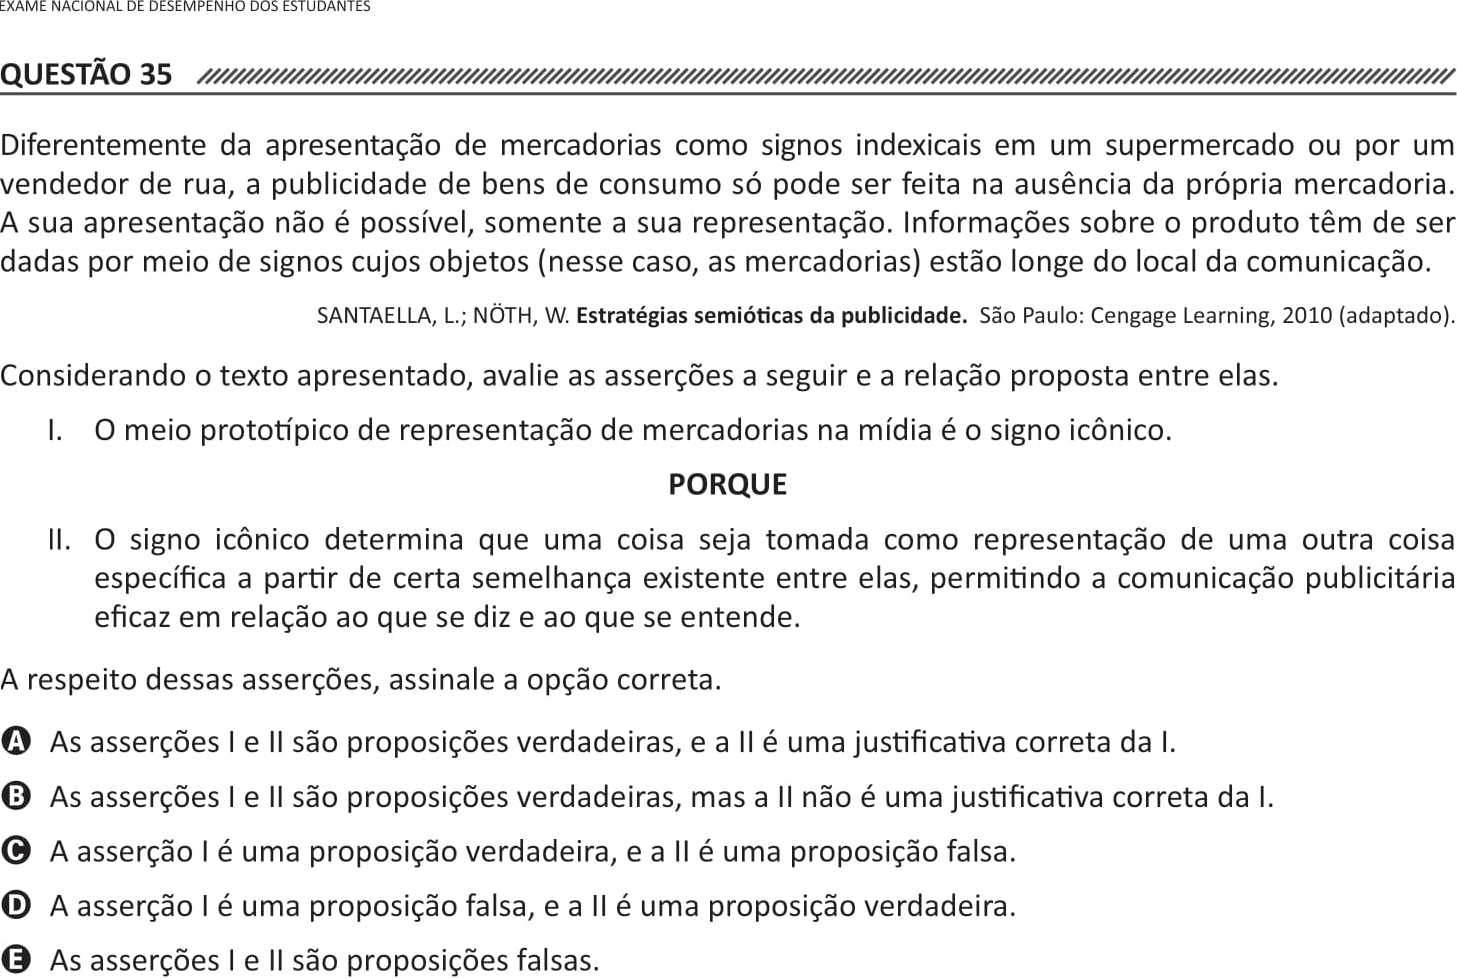 EXAME NACIONAL DE DESEMPENHO DOS ESTUDANTES
QUESTÃO 35
Diferentemente da apresentação de mercadorias como signos indexicais em um supermercado ou por um
vendedor de rua, a publicidade de bens de consumo só pode ser feita na ausência da própria mercadoria.
A sua apresentação não é possível, somente a sua representação. Informações sobre o produto têm de ser
dadas por meio de signos cujos objetos (nesse caso, as mercadorias) estão longe do local da comunicação.
SANTAELLA, L.; NÖTH, W. Estratégias semióticas da publicidade. São Paulo: Cengage Learning, 2010 (adaptado).
Considerando o texto apresentado, avalie as asserções a seguir e a relação proposta entre elas.
I. O meio prototípico de representação de mercadorias na mídia é o signo icônico.
PORQUE
II. O signo icônico determina que uma coisa seja tomada como representação de uma outra coisa
específica a partir de certa semelhança existente entre elas, permitindo a comunicação publicitária
eficaz em relação ao que se diz e ao que se entende.
A respeito dessas asserções, assinale a opção correta.
A As asserções I e II são proposições verdadeiras, e a II é uma justificativa correta da I.
B As asserções I e II são proposições verdadeiras, mas a II não é uma justificativa correta da I.
C A asserção I é uma proposição verdadeira, e a II é uma proposição falsa.
D A asserção I é uma proposição falsa, e a II é uma proposição verdadeira.
E As asserções I e II são proposições falsas.